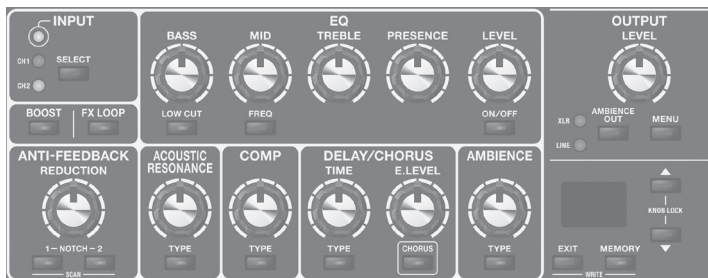 INPUT
CH1
SELECT
CH2
BOOST
FX LOOP
EQ
BASS
MID
TREBLE
PRESENCE
LEVEL
LOW CUT
FREQ
ON/OFF
OUTPUT
LEVEL
XLR
LINE
AMBIENCE
OUT
MENU
ANTI-FEEDBACK
REDUCTION
1 – NOTCH – 2
SCAN
ACOUSTIC
RESONANCE
TYPE
COMP
TYPE
DELAY/CHORUS
TIME
E.LEVEL
TYPE
CHORUS
AMBIENCE
TYPE
KNOB LOCK
EXIT
MEMORY
WRITE